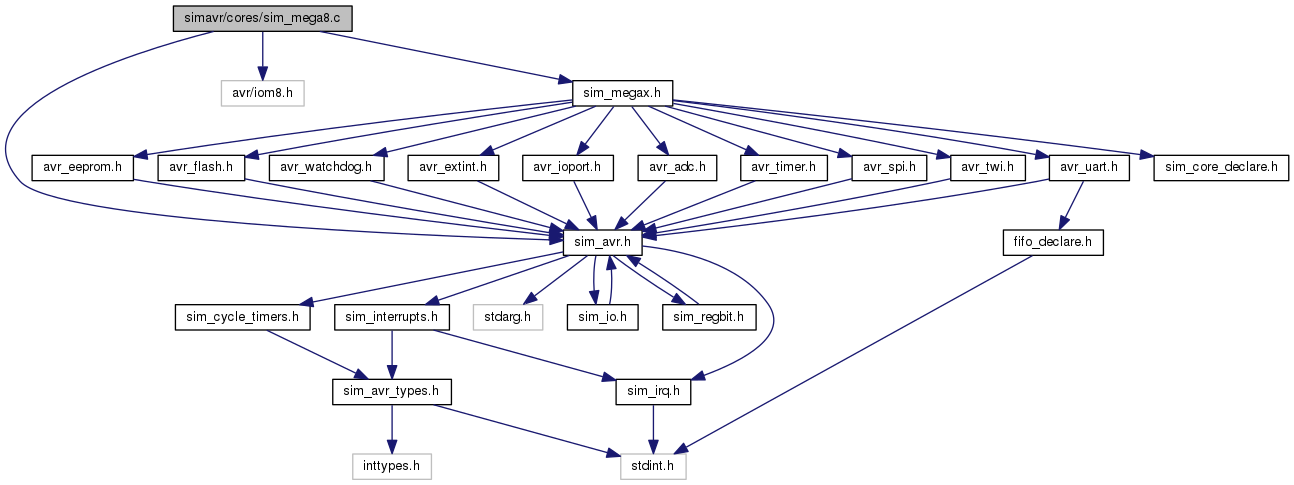 simavr/cores/sim_mega8.c
avr/iom8.h
sim_megax.h
avr_eeprom.h
avr_flash.h
avr_watchdog.h
avr_extint.h
avr_ioport.h
avr_adc.h
avr_timer.h
avr_spi.h
avr_twi.h
avr_uart.h
sim_core_declare.h
sim_avr.h
fifo_declare.h
sim_cycle_timers.h
sim_interrupts.h
stdarg.h
sim_io.h
sim_regbit.h
sim_avr_types.h
sim_irq.h
inttypes.h
stdint.h